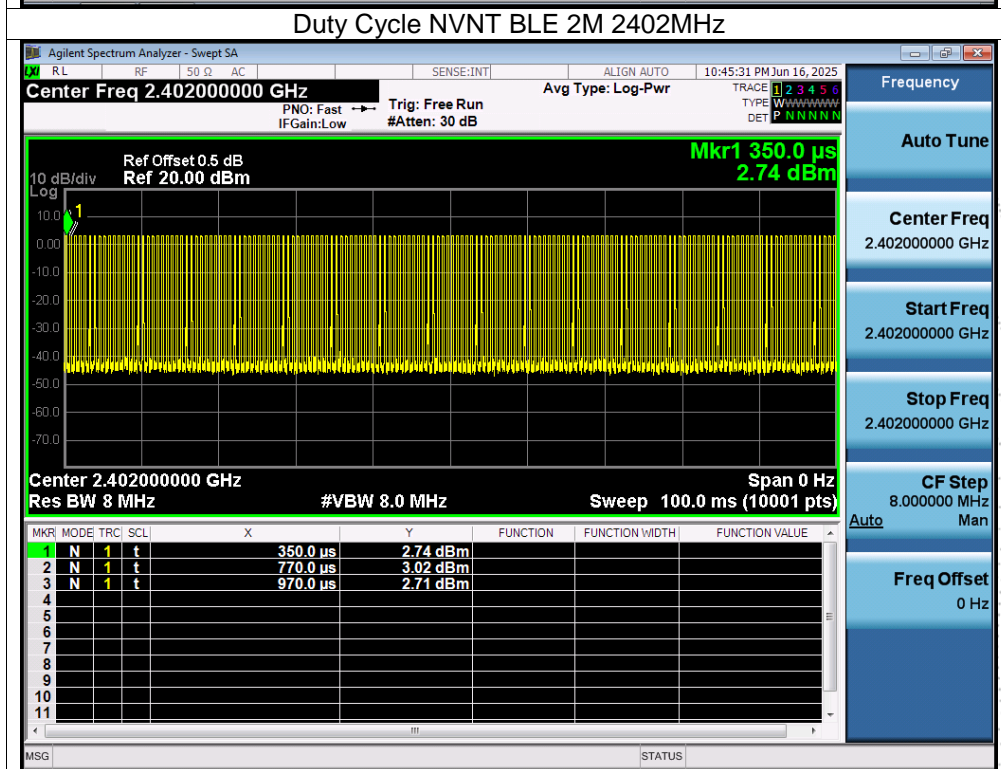 Duty Cycle NVNT BLE 2M 2402MHz
Agilent Spectrum Analyzer - Swept SA
LXI RL RF 50 Ω AC SENSE:INT ALIGN AUTO 10:45:31 PM Jun 16, 2025
Center Freq 2.402000000 GHz
PNO: Fast
IFGain:Low
Trig: Free Run
#Atten: 30 dB
Avg Type: Log-Pwr
TRACE 1 2 3 4 5 6
TYPE WWWWWW
DET P N N N N N
Ref Offset 0.5 dB
Ref 20.00 dBm
10 dB/div
Log
Mkr1 350.0 µs
2.74 dBm
1
10.0
0.00
-10.0
-20.0
-30.0
-40.0
-50.0
-60.0
-70.0
Center 2.402000000 GHz Span 0 Hz
Res BW 8 MHz #VBW 8.0 MHz Sweep 100.0 ms (10001 pts)
MKR MODE TRC SCL X Y FUNCTION FUNCTION WIDTH FUNCTION VALUE
1 N 1 t 350.0 µs 2.74 dBm
2 N 1 t 770.0 µs 3.02 dBm
3 N 1 t 970.0 µs 2.71 dBm
4
5
6
7
8
9
10
11
MSG STATUS
Frequency
Auto Tune
Center Freq
2.402000000 GHz
Start Freq
2.402000000 GHz
Stop Freq
2.402000000 GHz
CF Step
8.000000 MHz
Auto Man
Freq Offset
0 Hz